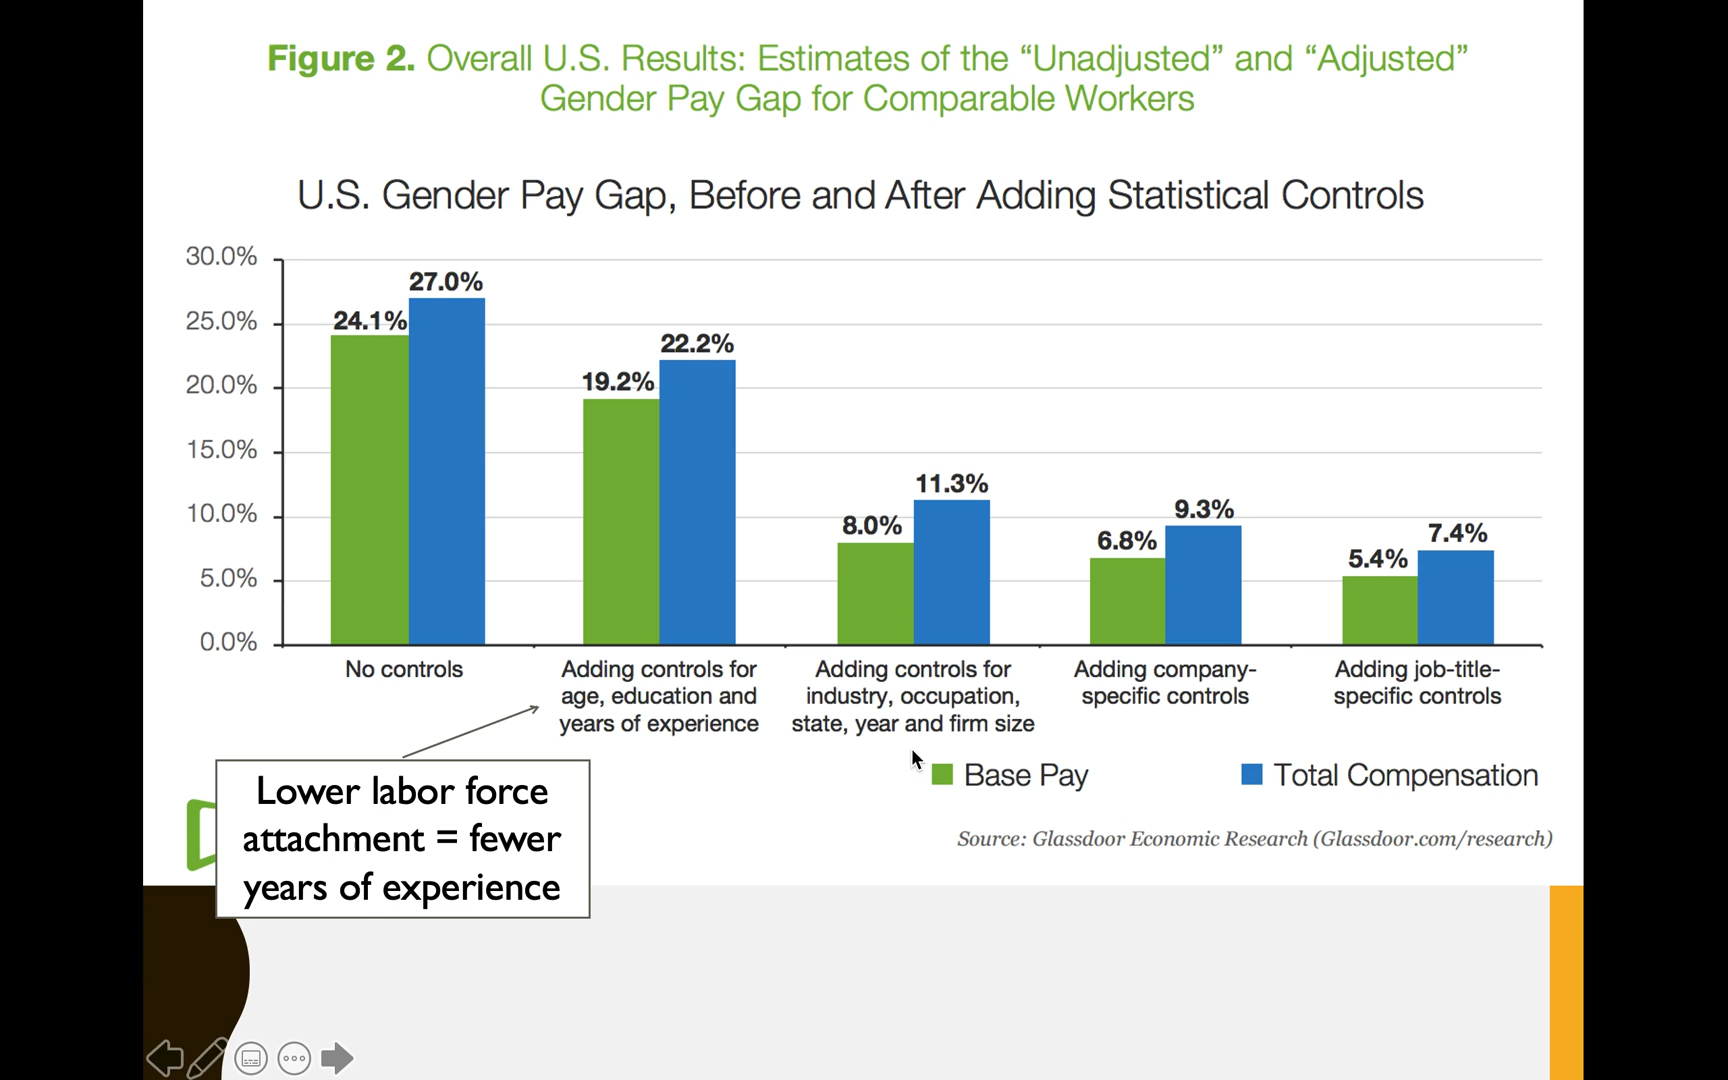 Figure 2. Overall U.S. Results: Estimates of the “Unadjusted” and “Adjusted”
Gender Pay Gap for Comparable Workers
U.S. Gender Pay Gap, Before and After Adding Statistical Controls
30.0%
25.0%
20.0%
15.0%
10.0%
5.0%
0.0%
24.1%
27.0%
19.2%
22.2%
8.0%
11.3%
6.8%
9.3%
5.4%
7.4%
No controls
Adding controls for
age, education and
years of experience
Adding controls for
industry, occupation,
state, year and firm size
Adding company-
specific controls
Adding job-title-
specific controls
Base Pay
Total Compensation
Source: Glassdoor Economic Research (Glassdoor.com/research)
Lower labor force
attachment = fewer
years of experience